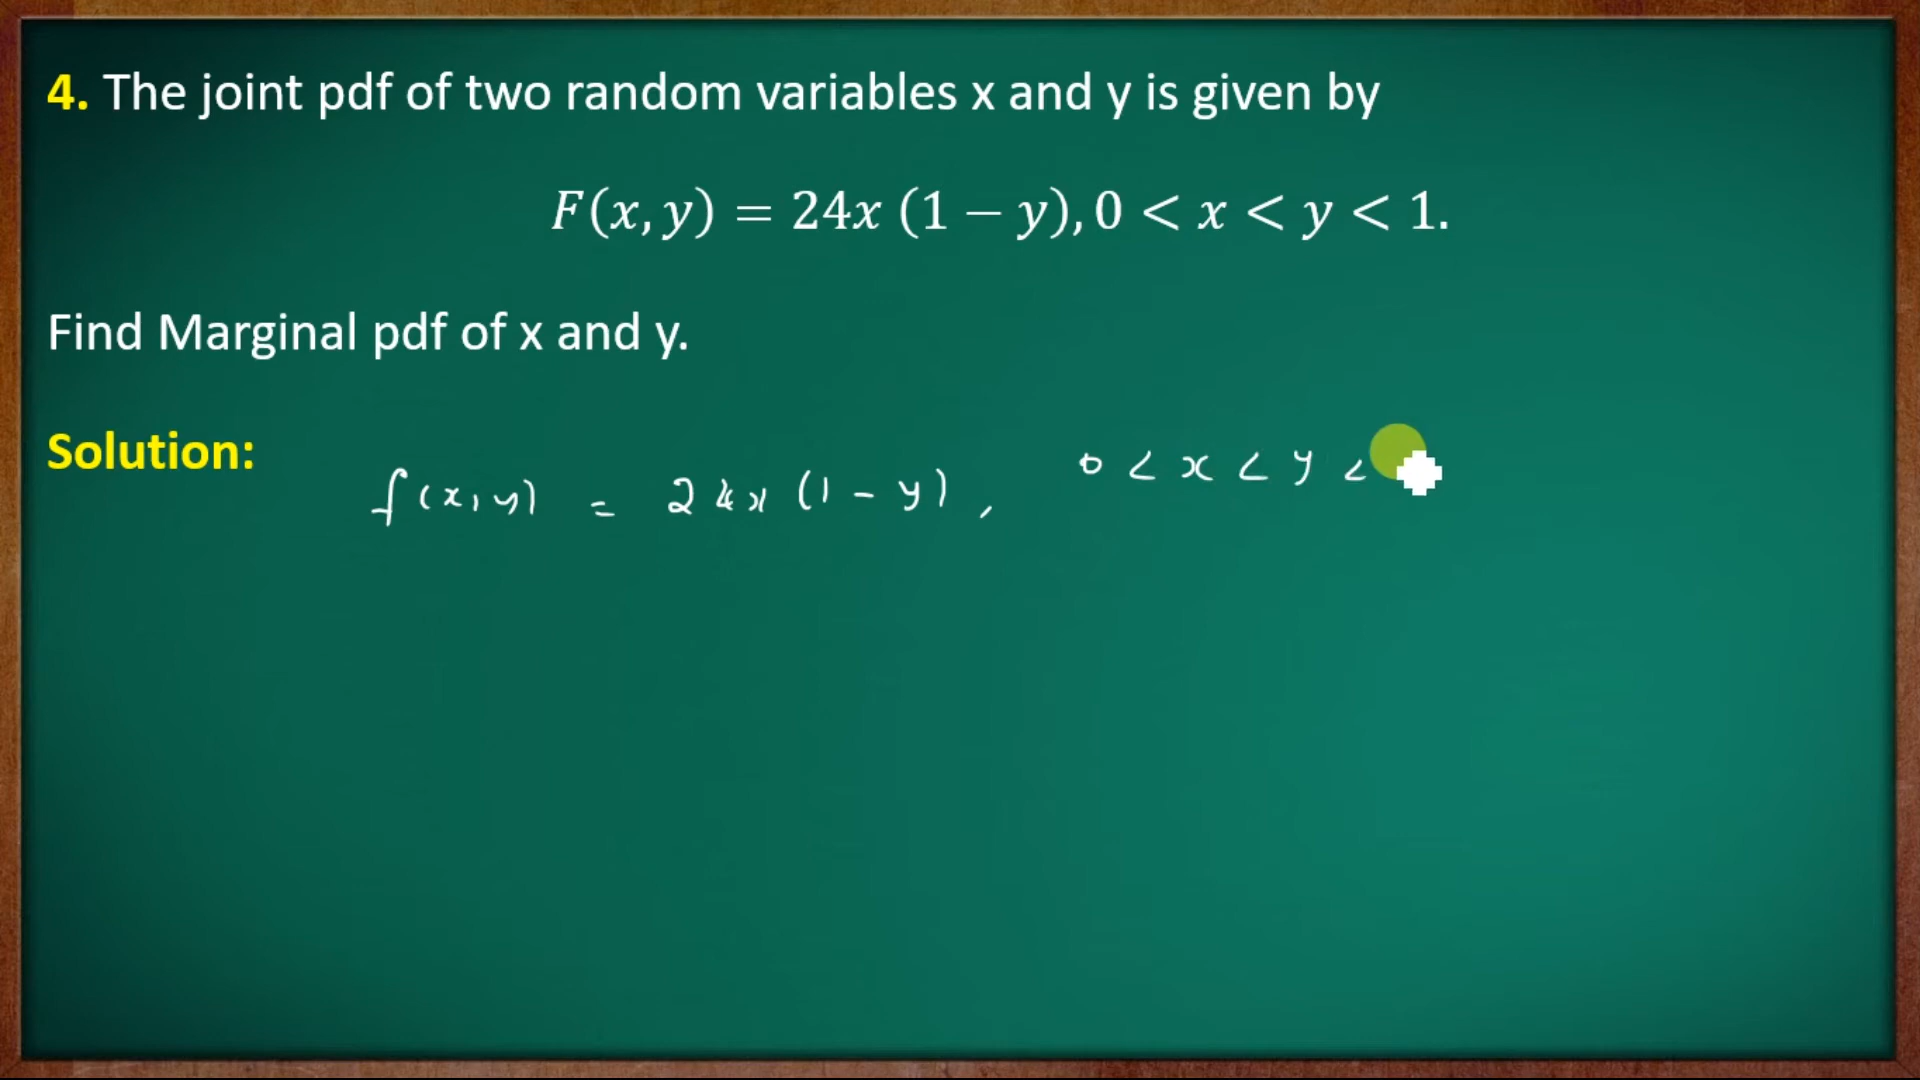 4. The joint pdf of two random variables x and y is given by
F(x, y) = 24x (1 − y), 0 < x < y < 1.
Find Marginal pdf of x and y.
Solution:
f(x,y) = 24x (1 - y), 0 < x < y <